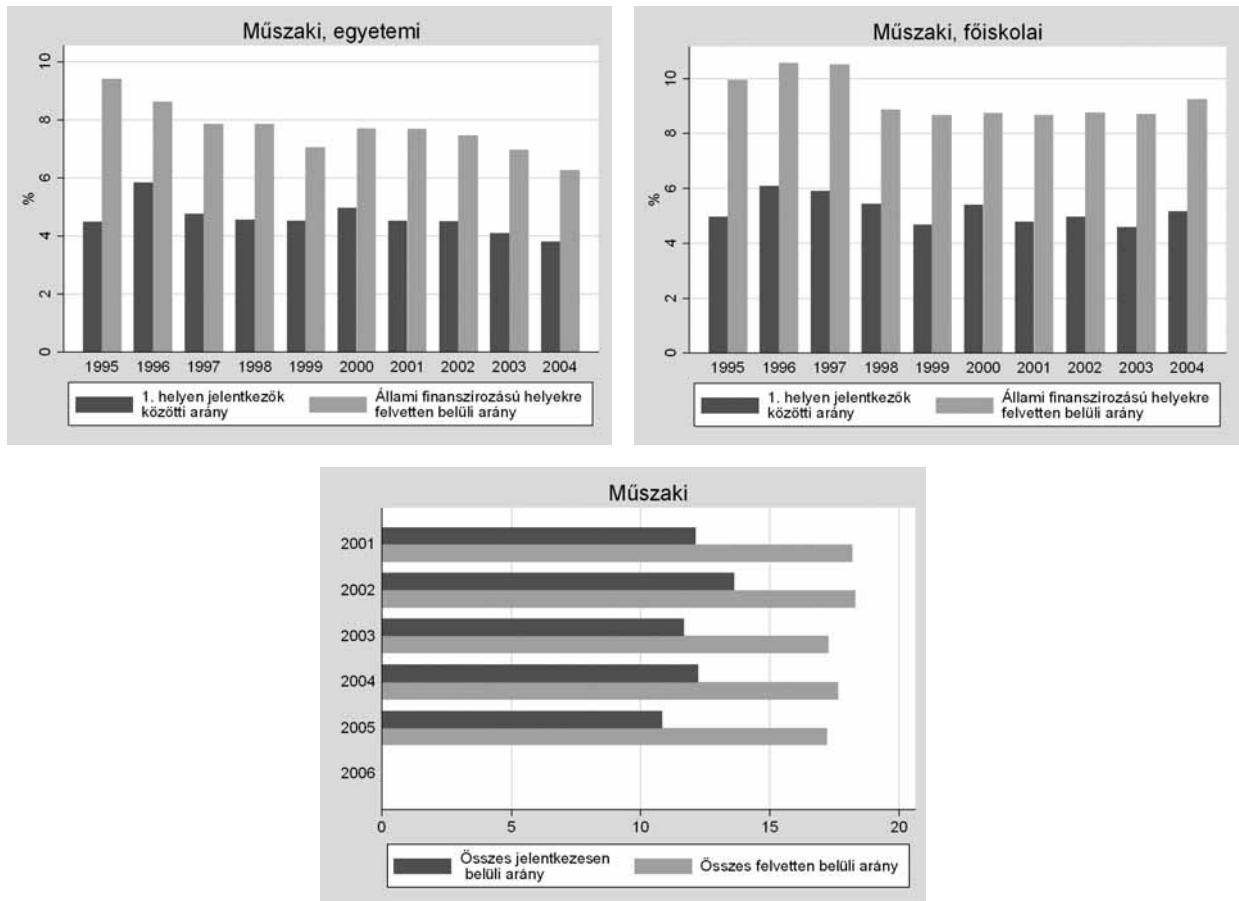 Műszaki, egyetemi
%
10
8
6
4
2
0
1995 1996 1997 1998 1999 2000 2001 2002 2003 2004
1. helyen jelentkezők
közötti arány
Állami finanszírozású helyekre
felvetten belüli arány
Műszaki, főiskolai
%
10
8
6
4
2
0
1995 1996 1997 1998 1999 2000 2001 2002 2003 2004
1. helyen jelentkezők
közötti arány
Állami finanszírozású helyekre
felvetten belüli arány
Műszaki
2001
2002
2003
2004
2005
2006
0 5 10 15 20
Összes jelentkezesen
belüli arány
Összes felvetten belüli arány